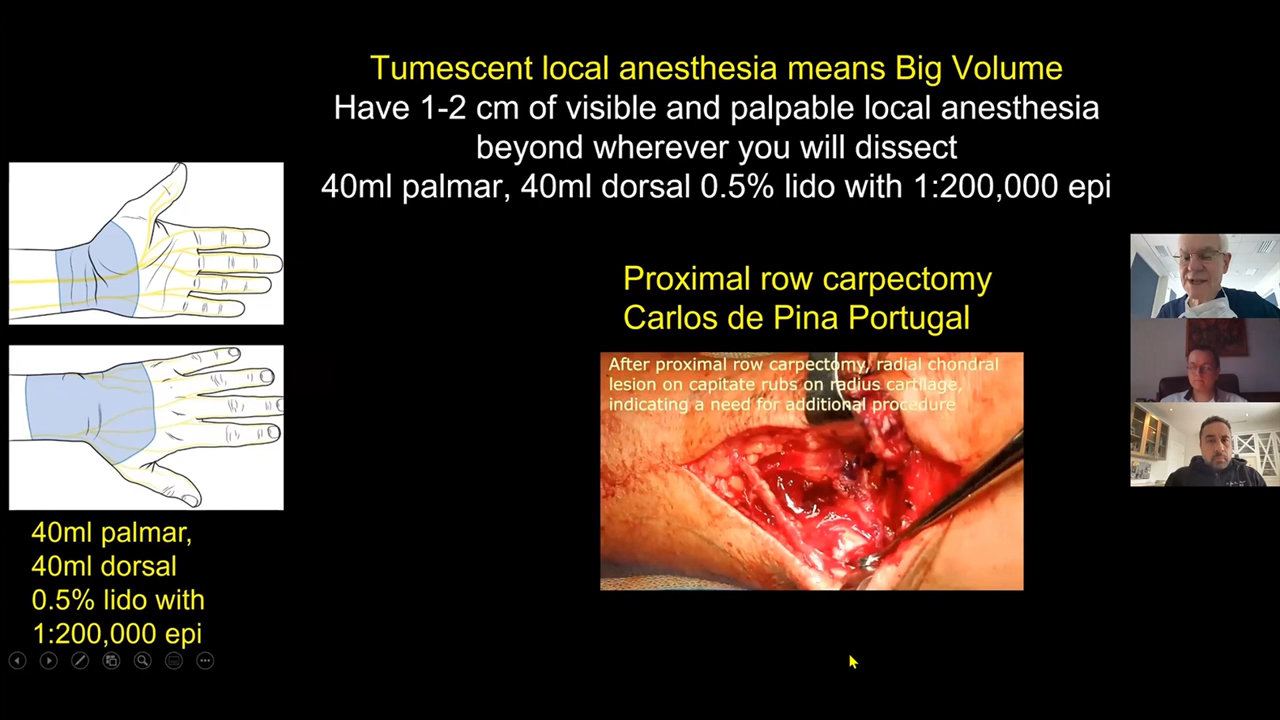 Tumescent local anesthesia means Big Volume
Have 1-2 cm of visible and palpable local anesthesia
beyond wherever you will dissect
40ml palmar, 40ml dorsal 0.5% lido with 1:200,000 epi
Proximal row carpectomy
Carlos de Pina Portugal
After proximal row carpectomy, radial chondral
lesion on capitate rubs on radius cartilage,
indicating a need for additional procedure
40ml palmar,
40ml dorsal
0.5% lido with
1:200,000 epi